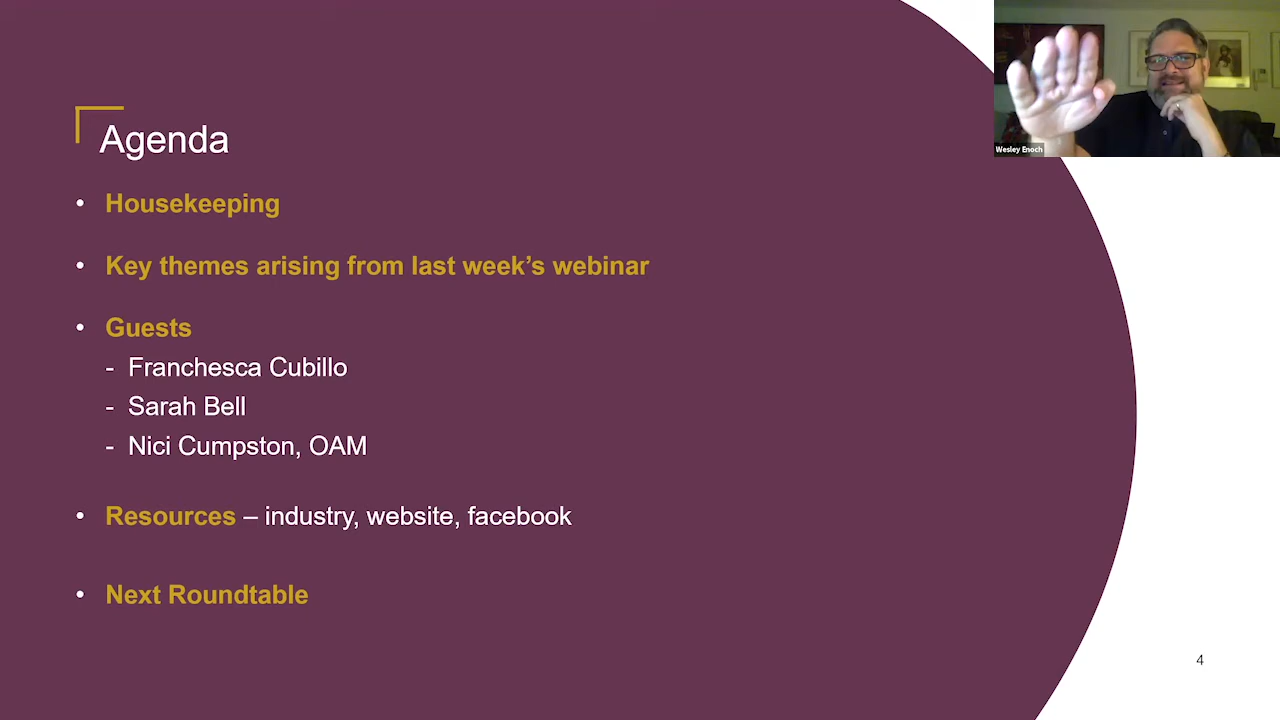 Agenda
• Housekeeping
• Key themes arising from last week’s webinar
• Guests
- Franchesca Cubillo
- Sarah Bell
- Nici Cumpston, OAM
• Resources – industry, website, facebook
• Next Roundtable
4
Wesley Enoch